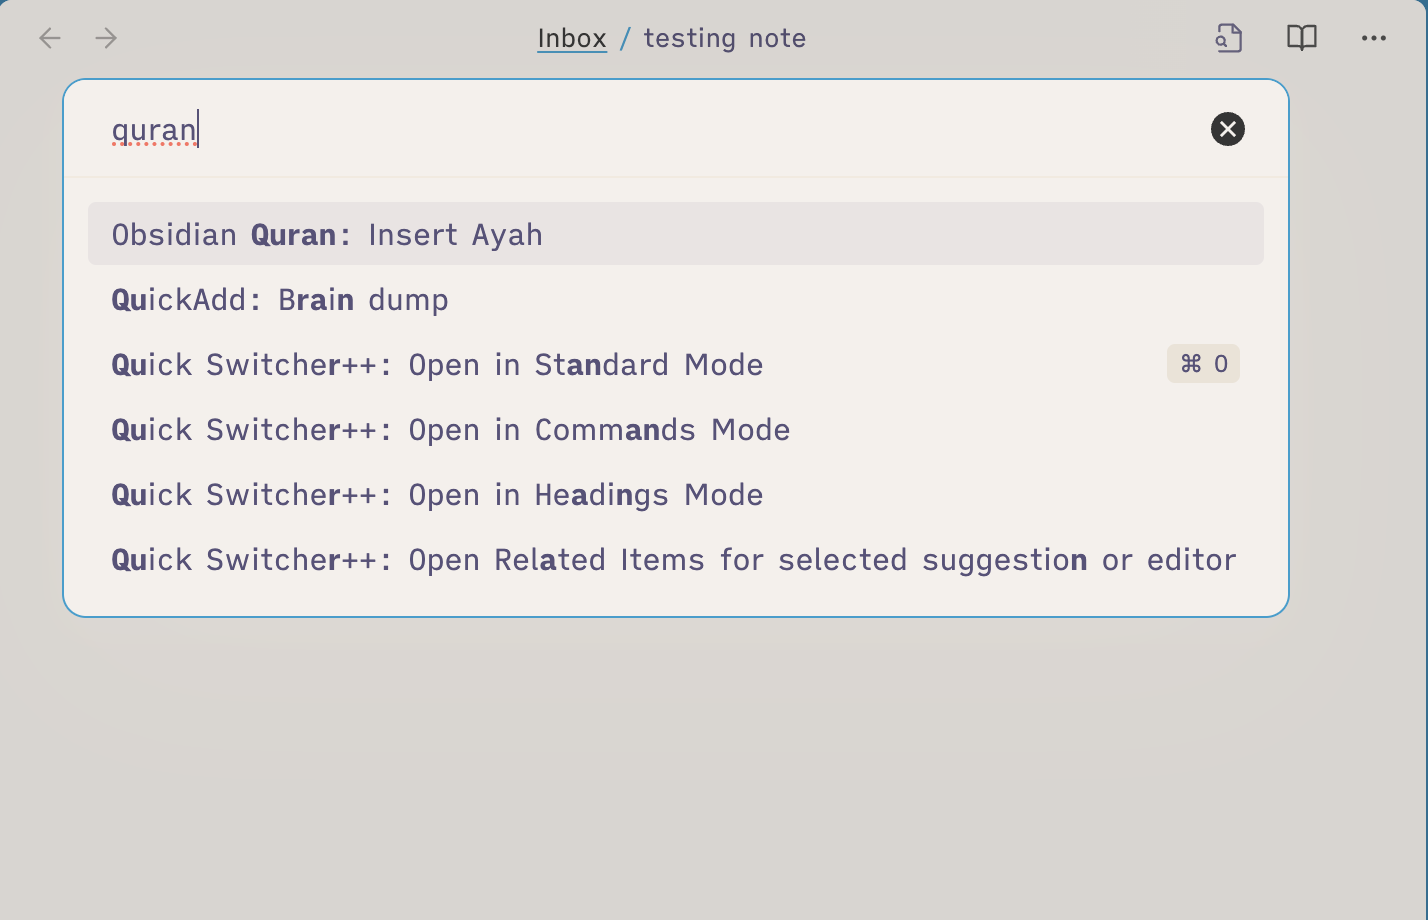 Inbox / testing note
quran
Obsidian Quran: Insert Ayah
QuickAdd: Brain dump
Quick Switcher++: Open in Standard Mode ⌘ O
Quick Switcher++: Open in Commands Mode
Quick Switcher++: Open in Headings Mode
Quick Switcher++: Open Related Items for selected suggestion or editor